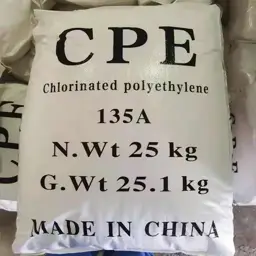 CPE
Chlorinated polyethylene
135A
N.Wt 25 kg
G.Wt 25.1 kg
MADE IN CHINA